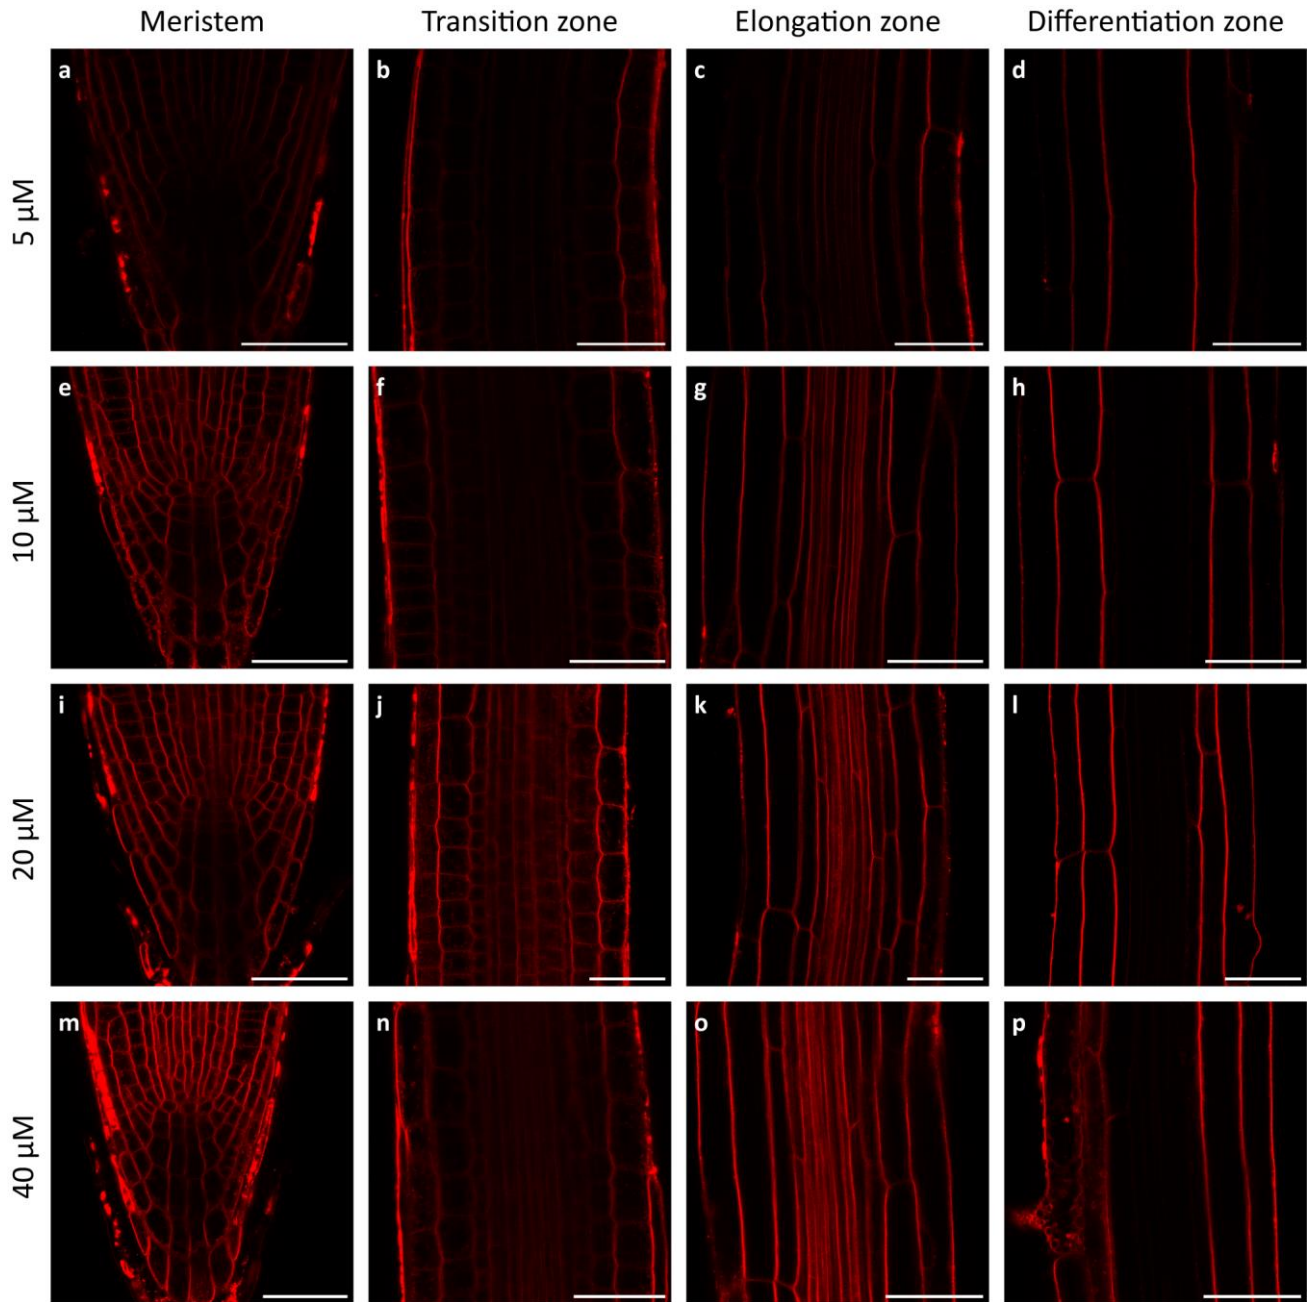 Meristem Transition zone Elongation zone Differentiation zone
5 µM
a b c d
10 µM
e f g h
20 µM
i j k l
40 µM
m n o p